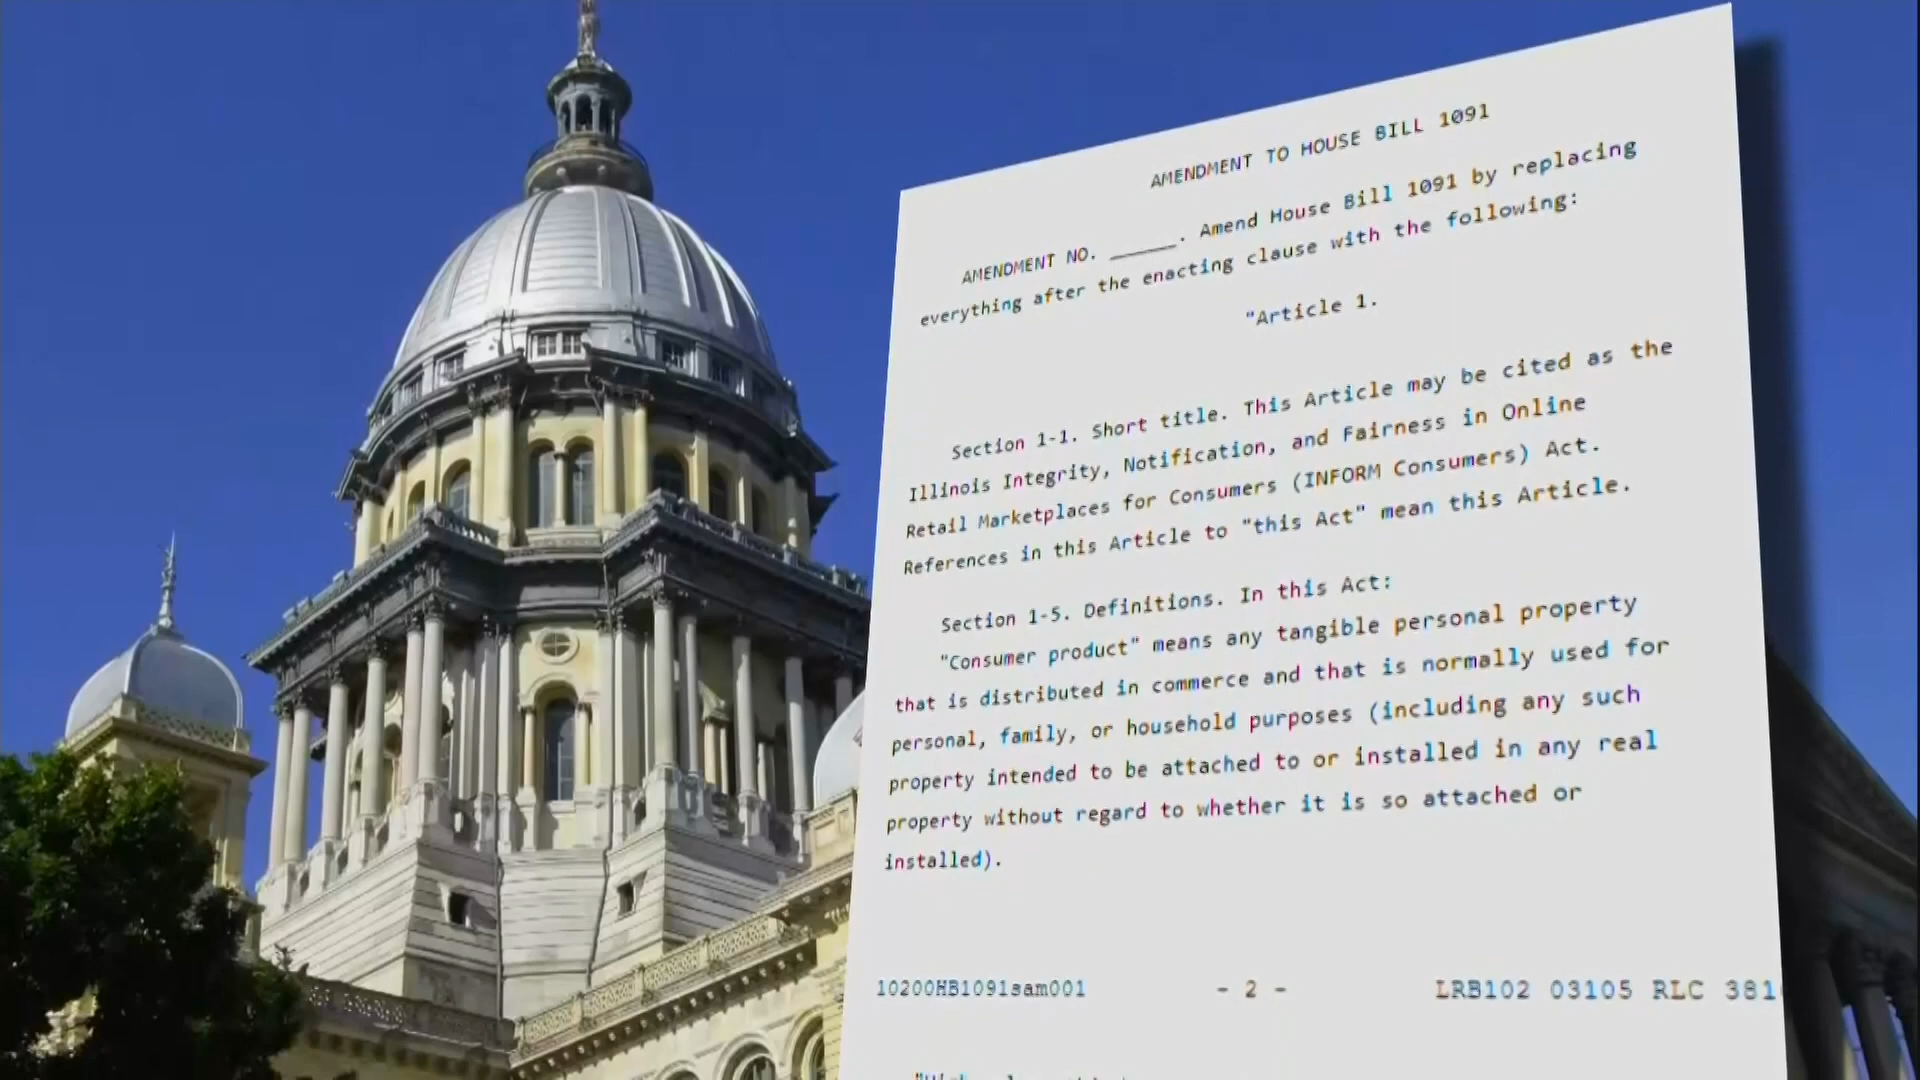 AMENDMENT TO HOUSE BILL 1091
AMENDMENT NO. ______. Amend House Bill 1091 by replacing
everything after the enacting clause with the following:
"Article 1.
Section 1-1. Short title. This Article may be cited as the
Illinois Integrity, Notification, and Fairness in Online
Retail Marketplaces for Consumers (INFORM Consumers) Act.
References in this Article to "this Act" mean this Article.
Section 1-5. Definitions. In this Act:
"Consumer product" means any tangible personal property
that is distributed in commerce and that is normally used for
personal, family, or household purposes (including any such
property intended to be attached to or installed in any real
property without regard to whether it is so attached or
installed).
10200HB1091sam001 - 2 - LRB102 03105 RLC 381